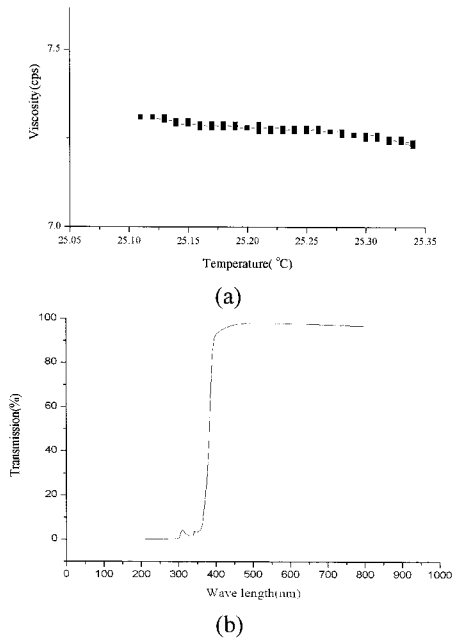 7.5
Viscosity(cps)
7.0
25.05 25.10 25.15 25.20 25.25 25.30 25.35
Temperature( °C)
(a)
100
80
60
40
20
0
Transmission(%)
0 100 200 300 400 500 600 700 800 900 1000
Wave length(nm)
(b)